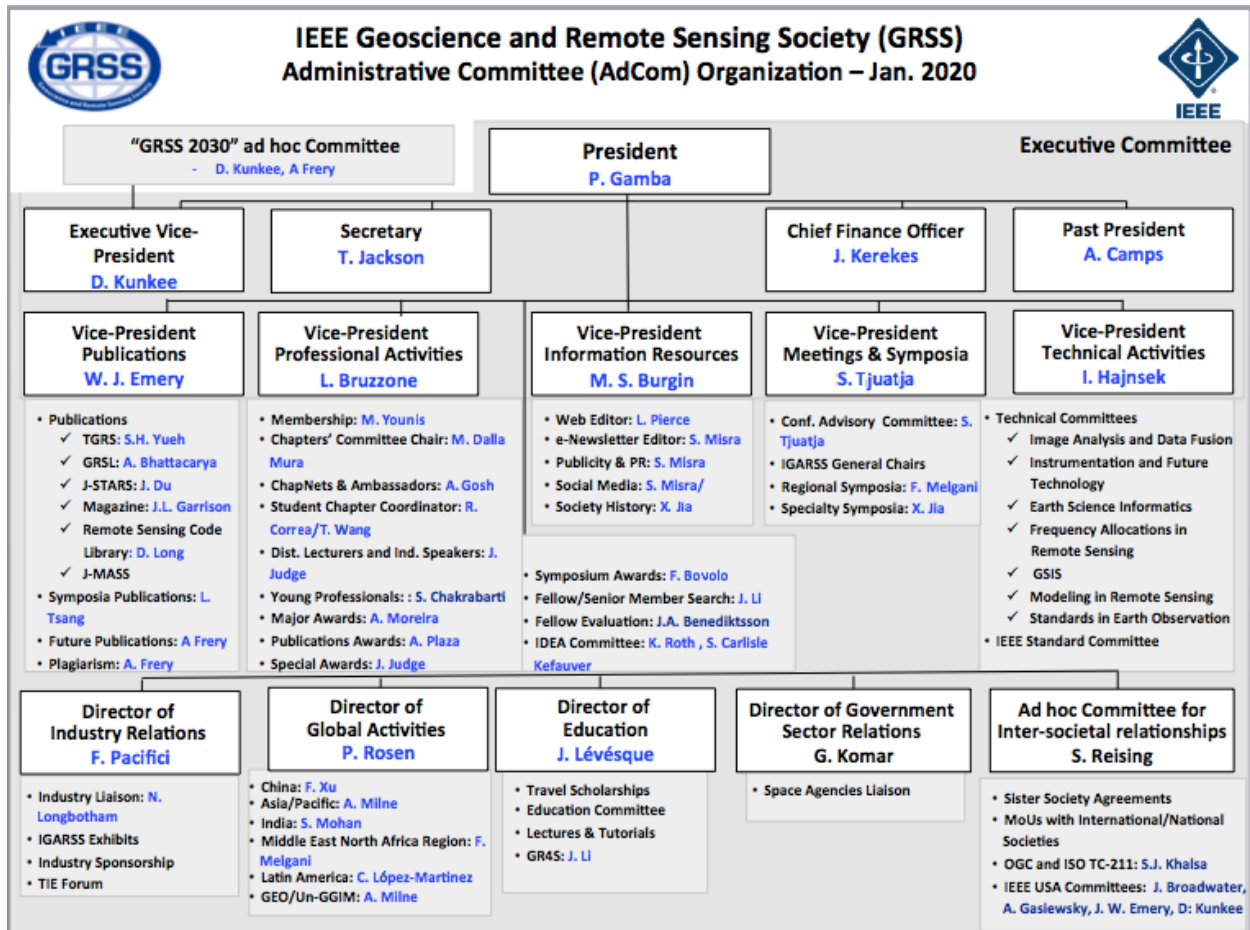 IEEE
GRSS
Geoscience and Remote Sensing Society
IEEE Geoscience and Remote Sensing Society (GRSS)
Administrative Committee (AdCom) Organization – Jan. 2020
IEEE
"GRSS 2030" ad hoc Committee
- D. Kunkee, A Frery
President
P. Gamba
Executive Committee
Executive Vice-
President
D. Kunkee
Secretary
T. Jackson
Chief Finance Officer
J. Kerekes
Past President
A. Camps
Vice-President
Publications
W. J. Emery
Vice-President
Professional Activities
L. Bruzzone
Vice-President
Information Resources
M. S. Burgin
Vice-President
Meetings & Symposia
S. Tjuatja
Vice-President
Technical Activities
I. Hajnsek
• Publications
✓ TGRS: S.H. Yueh
✓ GRSL: A. Bhattacarya
✓ J-STARS: J. Du
✓ Magazine: J.L. Garrison
✓ Remote Sensing Code
Library: D. Long
✓ J-MASS
• Symposia Publications: L.
Tsang
• Future Publications: A Frery
• Plagiarism: A. Frery
• Membership: M. Younis
• Chapters' Committee Chair: M. Dalla
Mura
• ChapNets & Ambassadors: A. Gosh
• Student Chapter Coordinator: R.
Correa/T. Wang
• Dist. Lecturers and Ind. Speakers: J.
Judge
• Young Professionals: : S. Chakrabarti
• Major Awards: A. Moreira
• Publications Awards: A. Plaza
• Special Awards: J. Judge
• Web Editor: L. Pierce
• e-Newsletter Editor: S. Misra
• Publicity & PR: S. Misra
• Social Media: S. Misra/
• Society History: X. Jia
• Symposium Awards: F. Bovolo
• Fellow/Senior Member Search: J. Li
• Fellow Evaluation: J.A. Benediktsson
• IDEA Committee: K. Roth , S. Carlisle
Kefauver
• Conf. Advisory Committee: S.
Tjuatja
• IGARSS General Chairs
• Regional Symposia: F. Melgani
• Specialty Symposia: X. Jia
• Technical Committees
✓ Image Analysis and Data Fusion
✓ Instrumentation and Future
Technology
✓ Earth Science Informatics
✓ Frequency Allocations in
Remote Sensing
✓ GSIS
✓ Modeling in Remote Sensing
✓ Standards in Earth Observation
• IEEE Standard Committee
Director of
Industry Relations
F. Pacifici
Director of
Global Activities
P. Rosen
Director of
Education
J. Lévésque
Director of Government
Sector Relations
G. Komar
Ad hoc Committee for
Inter-societal relationships
S. Reising
• Industry Liaison: N.
Longbotham
• IGARSS Exhibits
• Industry Sponsorship
• TIE Forum
• China: F. Xu
• Asia/Pacific: A. Milne
• India: S. Mohan
• Middle East North Africa Region: F.
Melgani
• Latin America: C. López-Martinez
• GEO/Un-GGIM: A. Milne
• Travel Scholarships
• Education Committee
• Lectures & Tutorials
• GR4S: J. Li
• Space Agencies Liaison
• Sister Society Agreements
• MoUs with International/National
Societies
• OGC and ISO TC-211: S.J. Khalsa
• IEEE USA Committees: J. Broadwater,
A. Gasiewsky, J. W. Emery, D: Kunkee